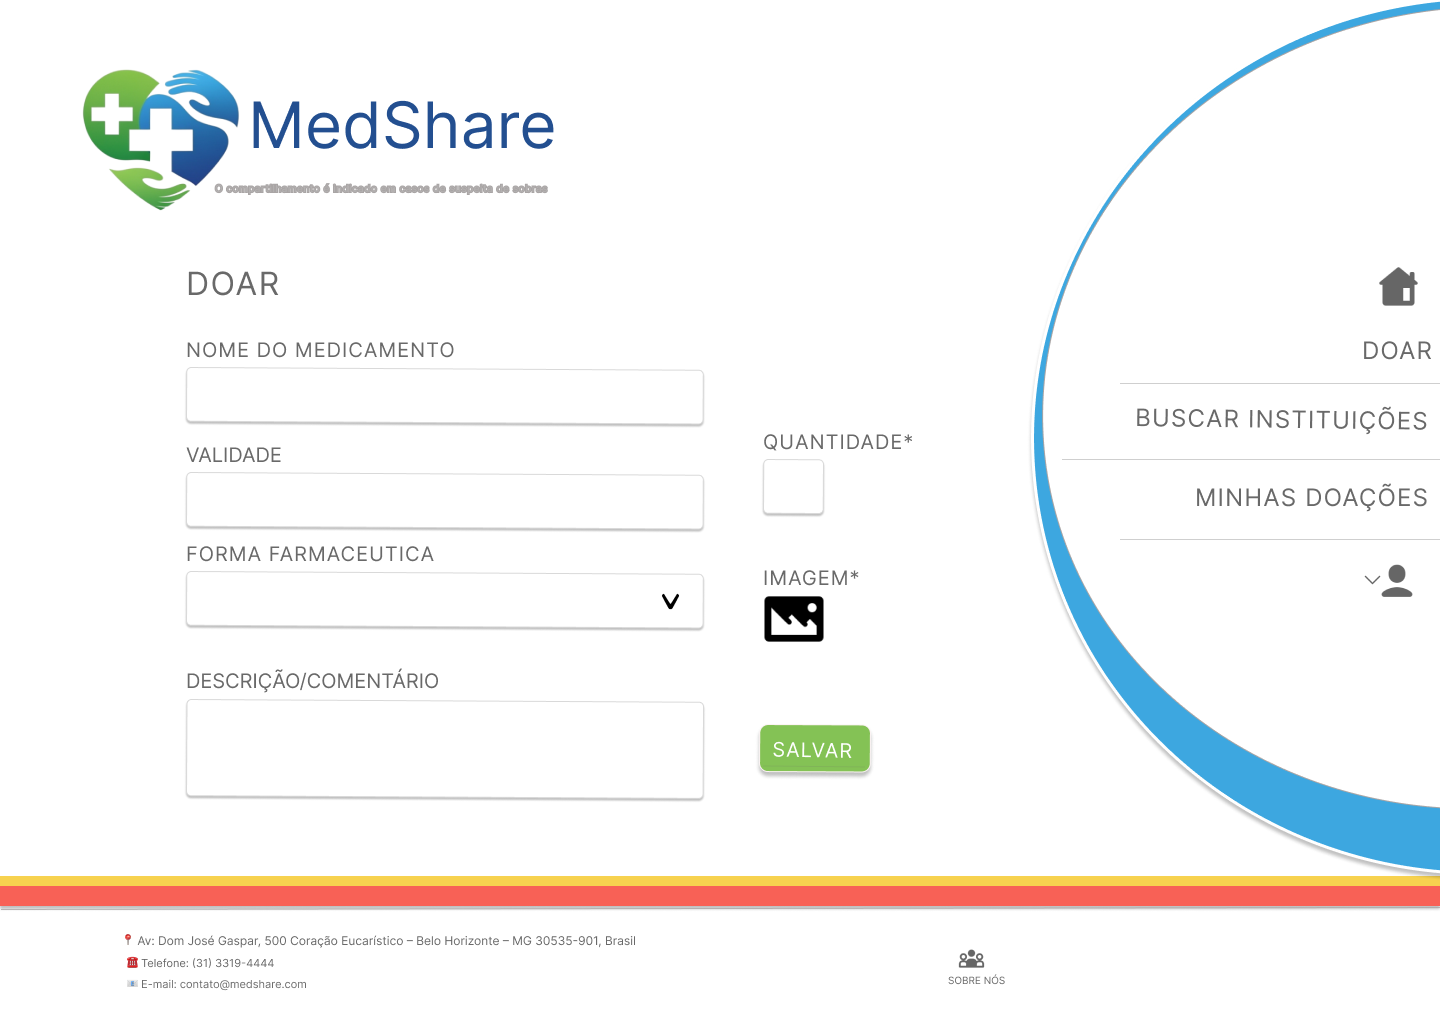 MedShare
O compartilhamento é indicado em casos de suspeita de sobras
DOAR
NOME DO MEDICAMENTO
VALIDADE
FORMA FARMACEUTICA
DESCRIÇÃO/COMENTÁRIO
QUANTIDADE*
IMAGEM*
SALVAR
DOAR
BUSCAR INSTITUIÇÕES
MINHAS DOAÇÕES
Av: Dom José Gaspar, 500 Coração Eucarístico – Belo Horizonte – MG 30535-901, Brasil
Telefone: (31) 3319-4444
E-mail: contato@medshare.com
SOBRE NÓS